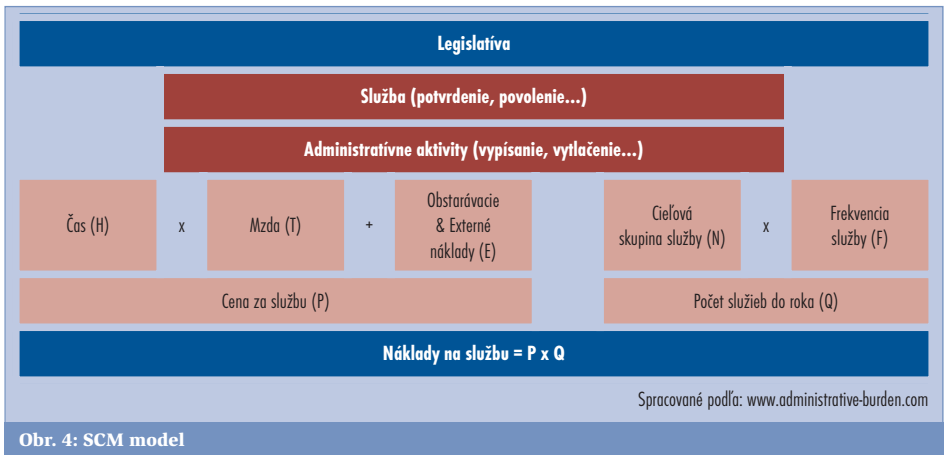 Legislatíva
Služba (potvrdenie, povolenie...)
Administratívne aktivity (vypísanie, vytlačenie...)
Čas (H)
x
Mzda (T)
+
Obstarávacie
& Externé
náklady (E)
Cieľová
skupina služby (N)
x
Frekvencia
služby (F)
Cena za službu (P)
Počet služieb do roka (Q)
Náklady na službu = P x Q
Spracované podľa: www.administrative-burden.com
Obr. 4: SCM model